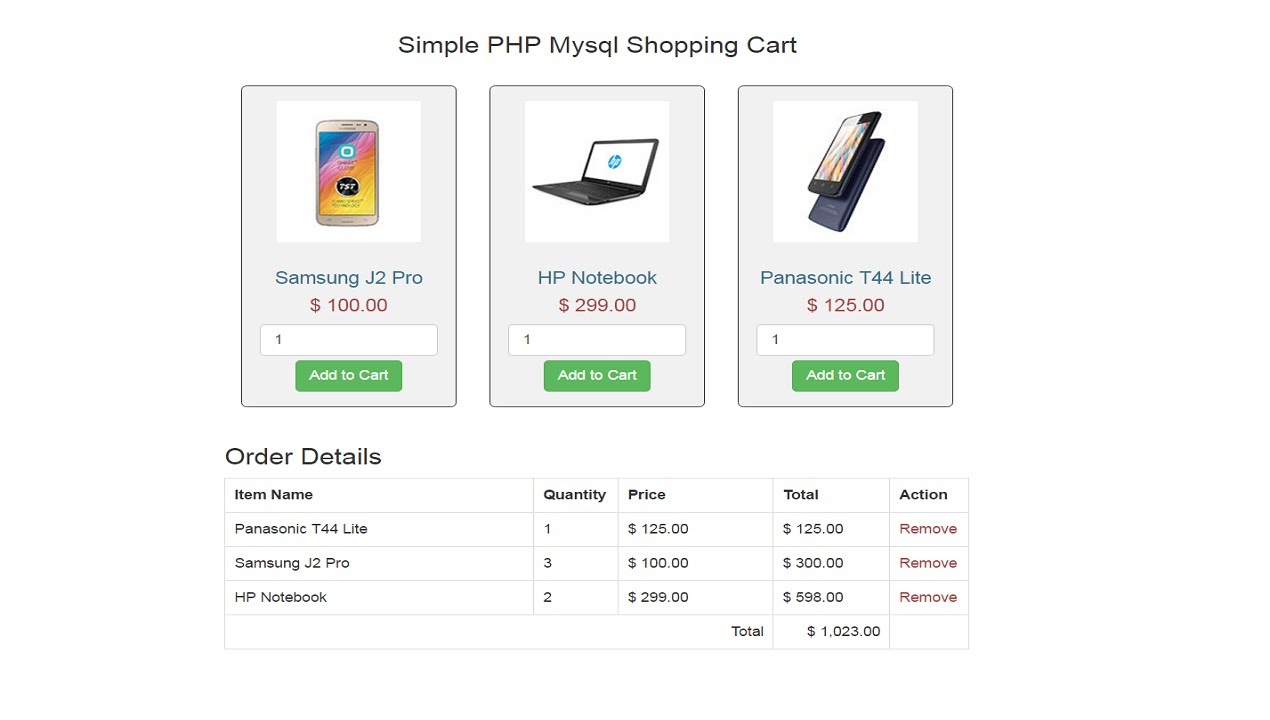 Simple PHP Mysql Shopping Cart
SAMSUNG
TST
hp
Samsung J2 Pro
HP Notebook
Panasonic T44 Lite
$ 100.00
$ 299.00
$ 125.00
1
1
1
Add to Cart
Add to Cart
Add to Cart
Order Details
Item Name Quantity Price Total Action
Panasonic T44 Lite 1 $ 125.00 $ 125.00 Remove
Samsung J2 Pro 3 $ 100.00 $ 300.00 Remove
HP Notebook 2 $ 299.00 $ 598.00 Remove
Total $ 1,023.00